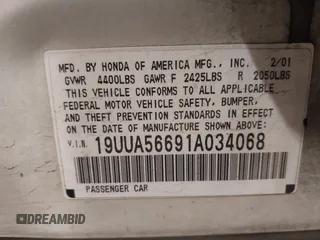 MFD. BY HONDA OF AMERICA MFG., INC. 2/01
GVWR 4400LBS GAWR F 2425LBS R 2050LBS
THIS VEHICLE CONFORMS TO ALL APPLICABLE
FEDERAL MOTOR VEHICLE SAFETY, BUMPER,
AND THEFT PREVENTION STANDARDS IN EFFECT
ON THE DATE OF MANUFACTURE SHOWN ABOVE.
V.I.N. 19UUA56691A034068
PASSENGER CAR
DREAMBID